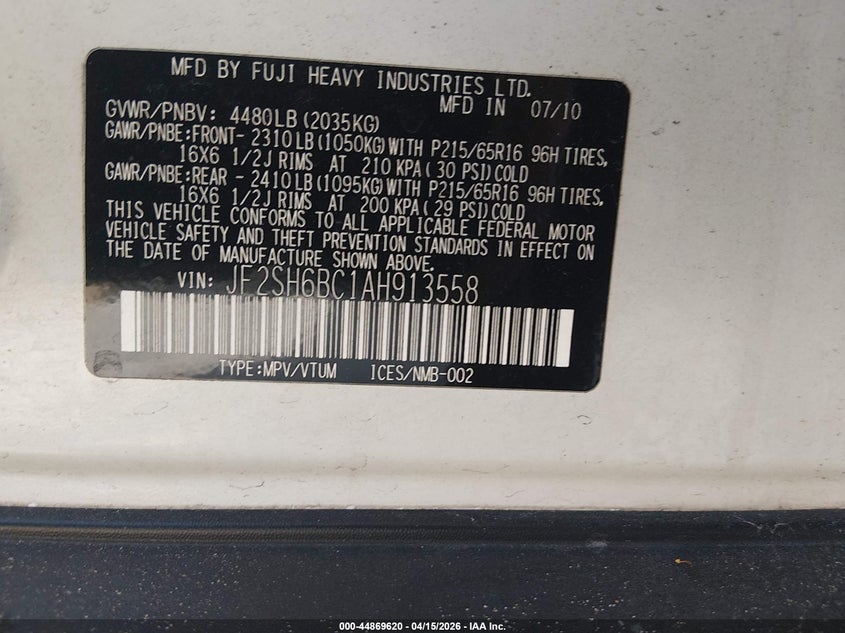 MFD BY FUJI HEAVY INDUSTRIES LTD.
MFD IN 07/10
GVWR/PNBV: 4480LB(2035KG)
GAWR/PNBE:FRONT- 2310LB(1050KG)WITH P215/65R16 96H TIRES,
16X6 1/2J RIMS AT 210 KPA(30 PSI)COLD
GAWR/PNBE:REAR - 2410LB(1095KG)WITH P215/65R16 96H TIRES,
16X6 1/2J RIMS AT 200 KPA(29 PSI)COLD
THIS VEHICLE CONFORMS TO ALL APPLICABLE FEDERAL MOTOR
VEHICLE SAFETY AND THEFT PREVENTION STANDARDS IN EFFECT ON
THE DATE OF MANUFACTURE SHOWN ABOVE.
VIN: JF2SH6BC1AH913558
TYPE:MPV/VTUM ICES/NMB-002
000-44869620 - 04/15/2026 - IAA Inc.